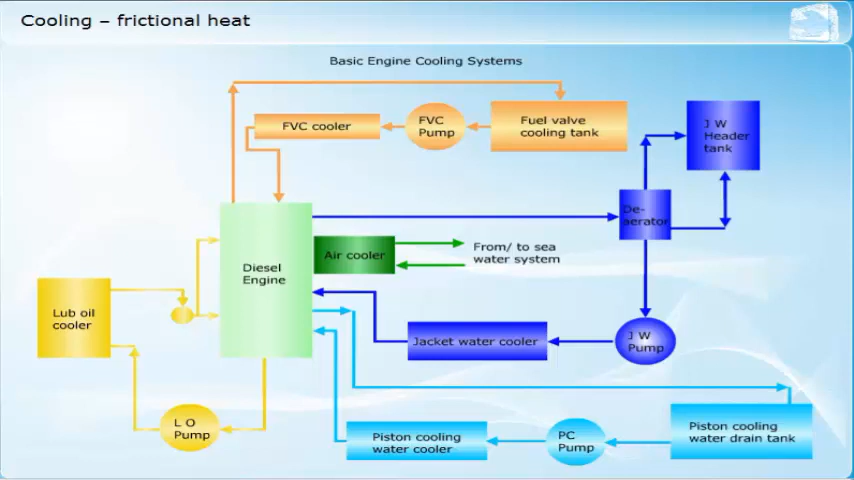 Cooling – frictional heat
Basic Engine Cooling Systems
FVC cooler
FVC
Pump
Fuel valve
cooling tank
J W
Header
tank
De-
aerator
Air cooler
From/ to sea
water system
Diesel
Engine
Lub oil
cooler
Jacket water cooler
J W
Pump
L O
Pump
Piston cooling
water cooler
PC
Pump
Piston cooling
water drain tank